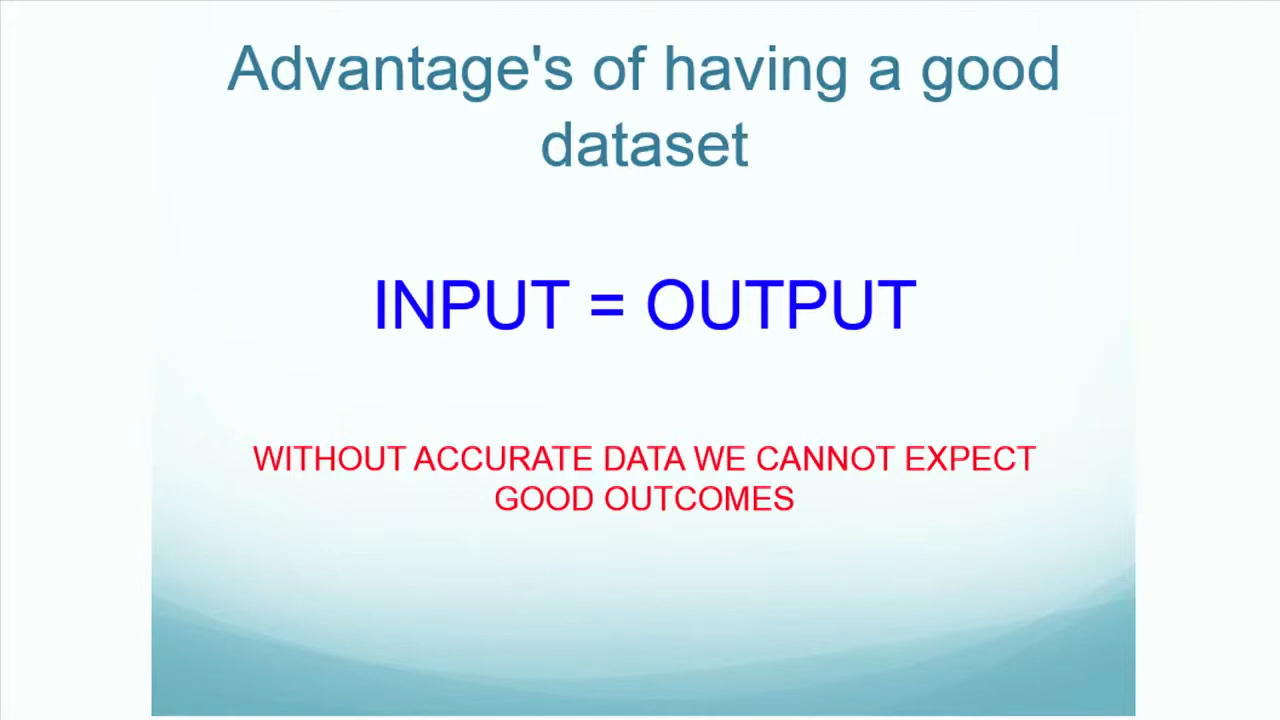 Advantage's of having a good
dataset
INPUT = OUTPUT
WITHOUT ACCURATE DATA WE CANNOT EXPECT
GOOD OUTCOMES